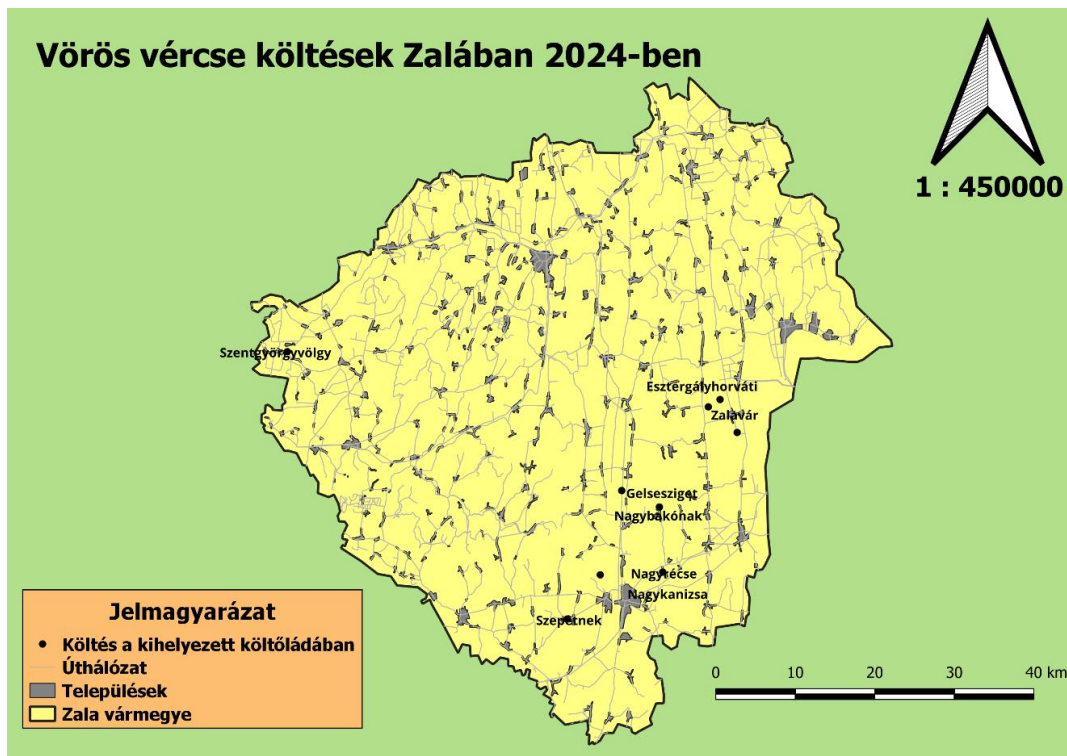 Vörös vércse költések Zalában 2024-ben
1 : 450000
Szentgyörgyvölgy
Esztergályhorváti
Zalavár
Gelsesziget
Nagybakónak
Nagyrécse
Nagykanizsa
Szepetnek
Jelmagyarázat
Költés a kihelyezett költőládában
Úthálózat
Települések
Zala vármegye
0 10 20 30 40 km